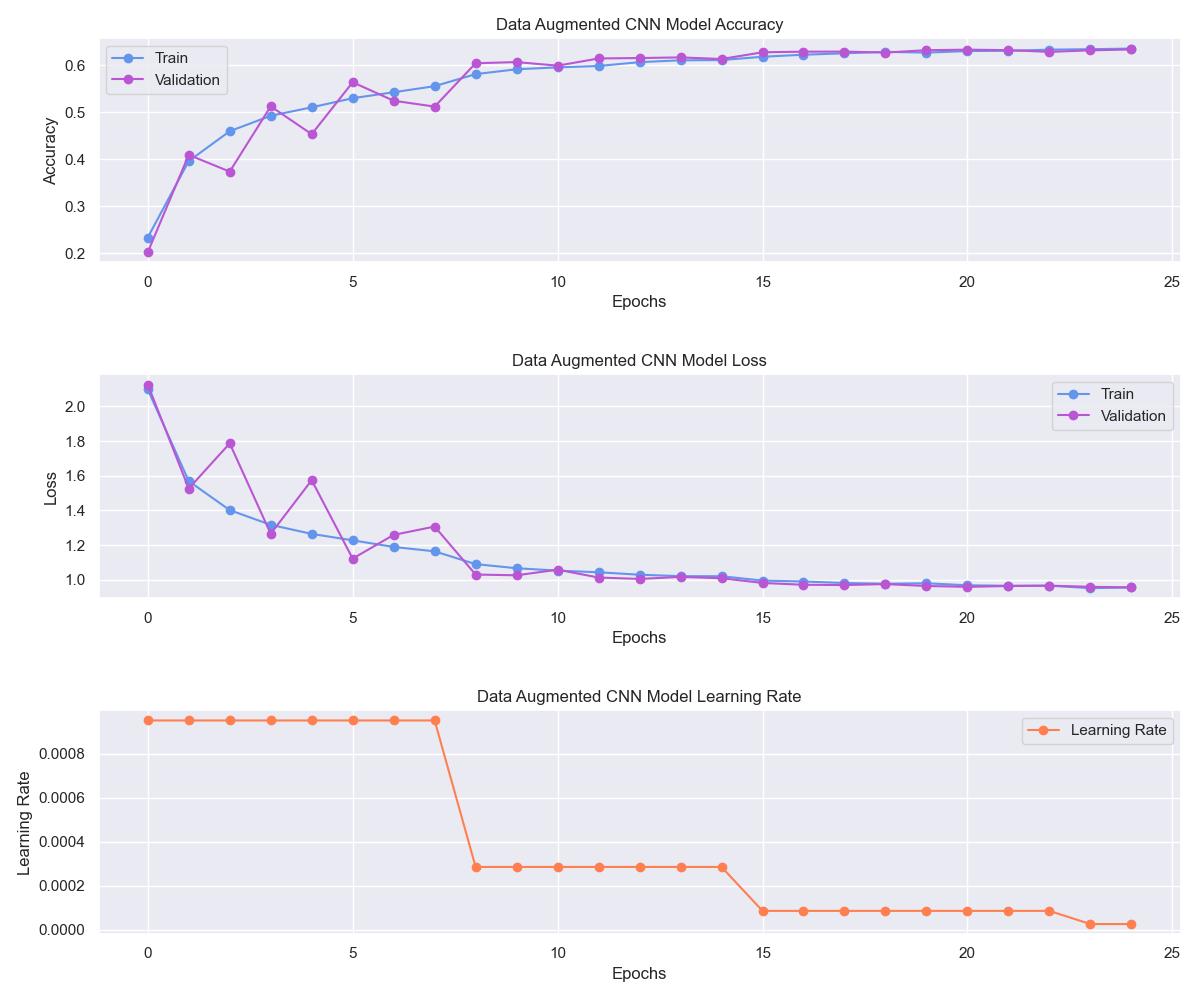 Data Augmented CNN Model Accuracy
Train
Validation
0.6
0.5
0.4
0.3
0.2
Accuracy
0 5 10 15 20 25
Epochs
Data Augmented CNN Model Loss
Train
Validation
2.0
1.8
1.6
1.4
1.2
1.0
Loss
0 5 10 15 20 25
Epochs
Data Augmented CNN Model Learning Rate
Learning Rate
0.0008
0.0006
0.0004
0.0002
0.0000
Learning Rate
0 5 10 15 20 25
Epochs